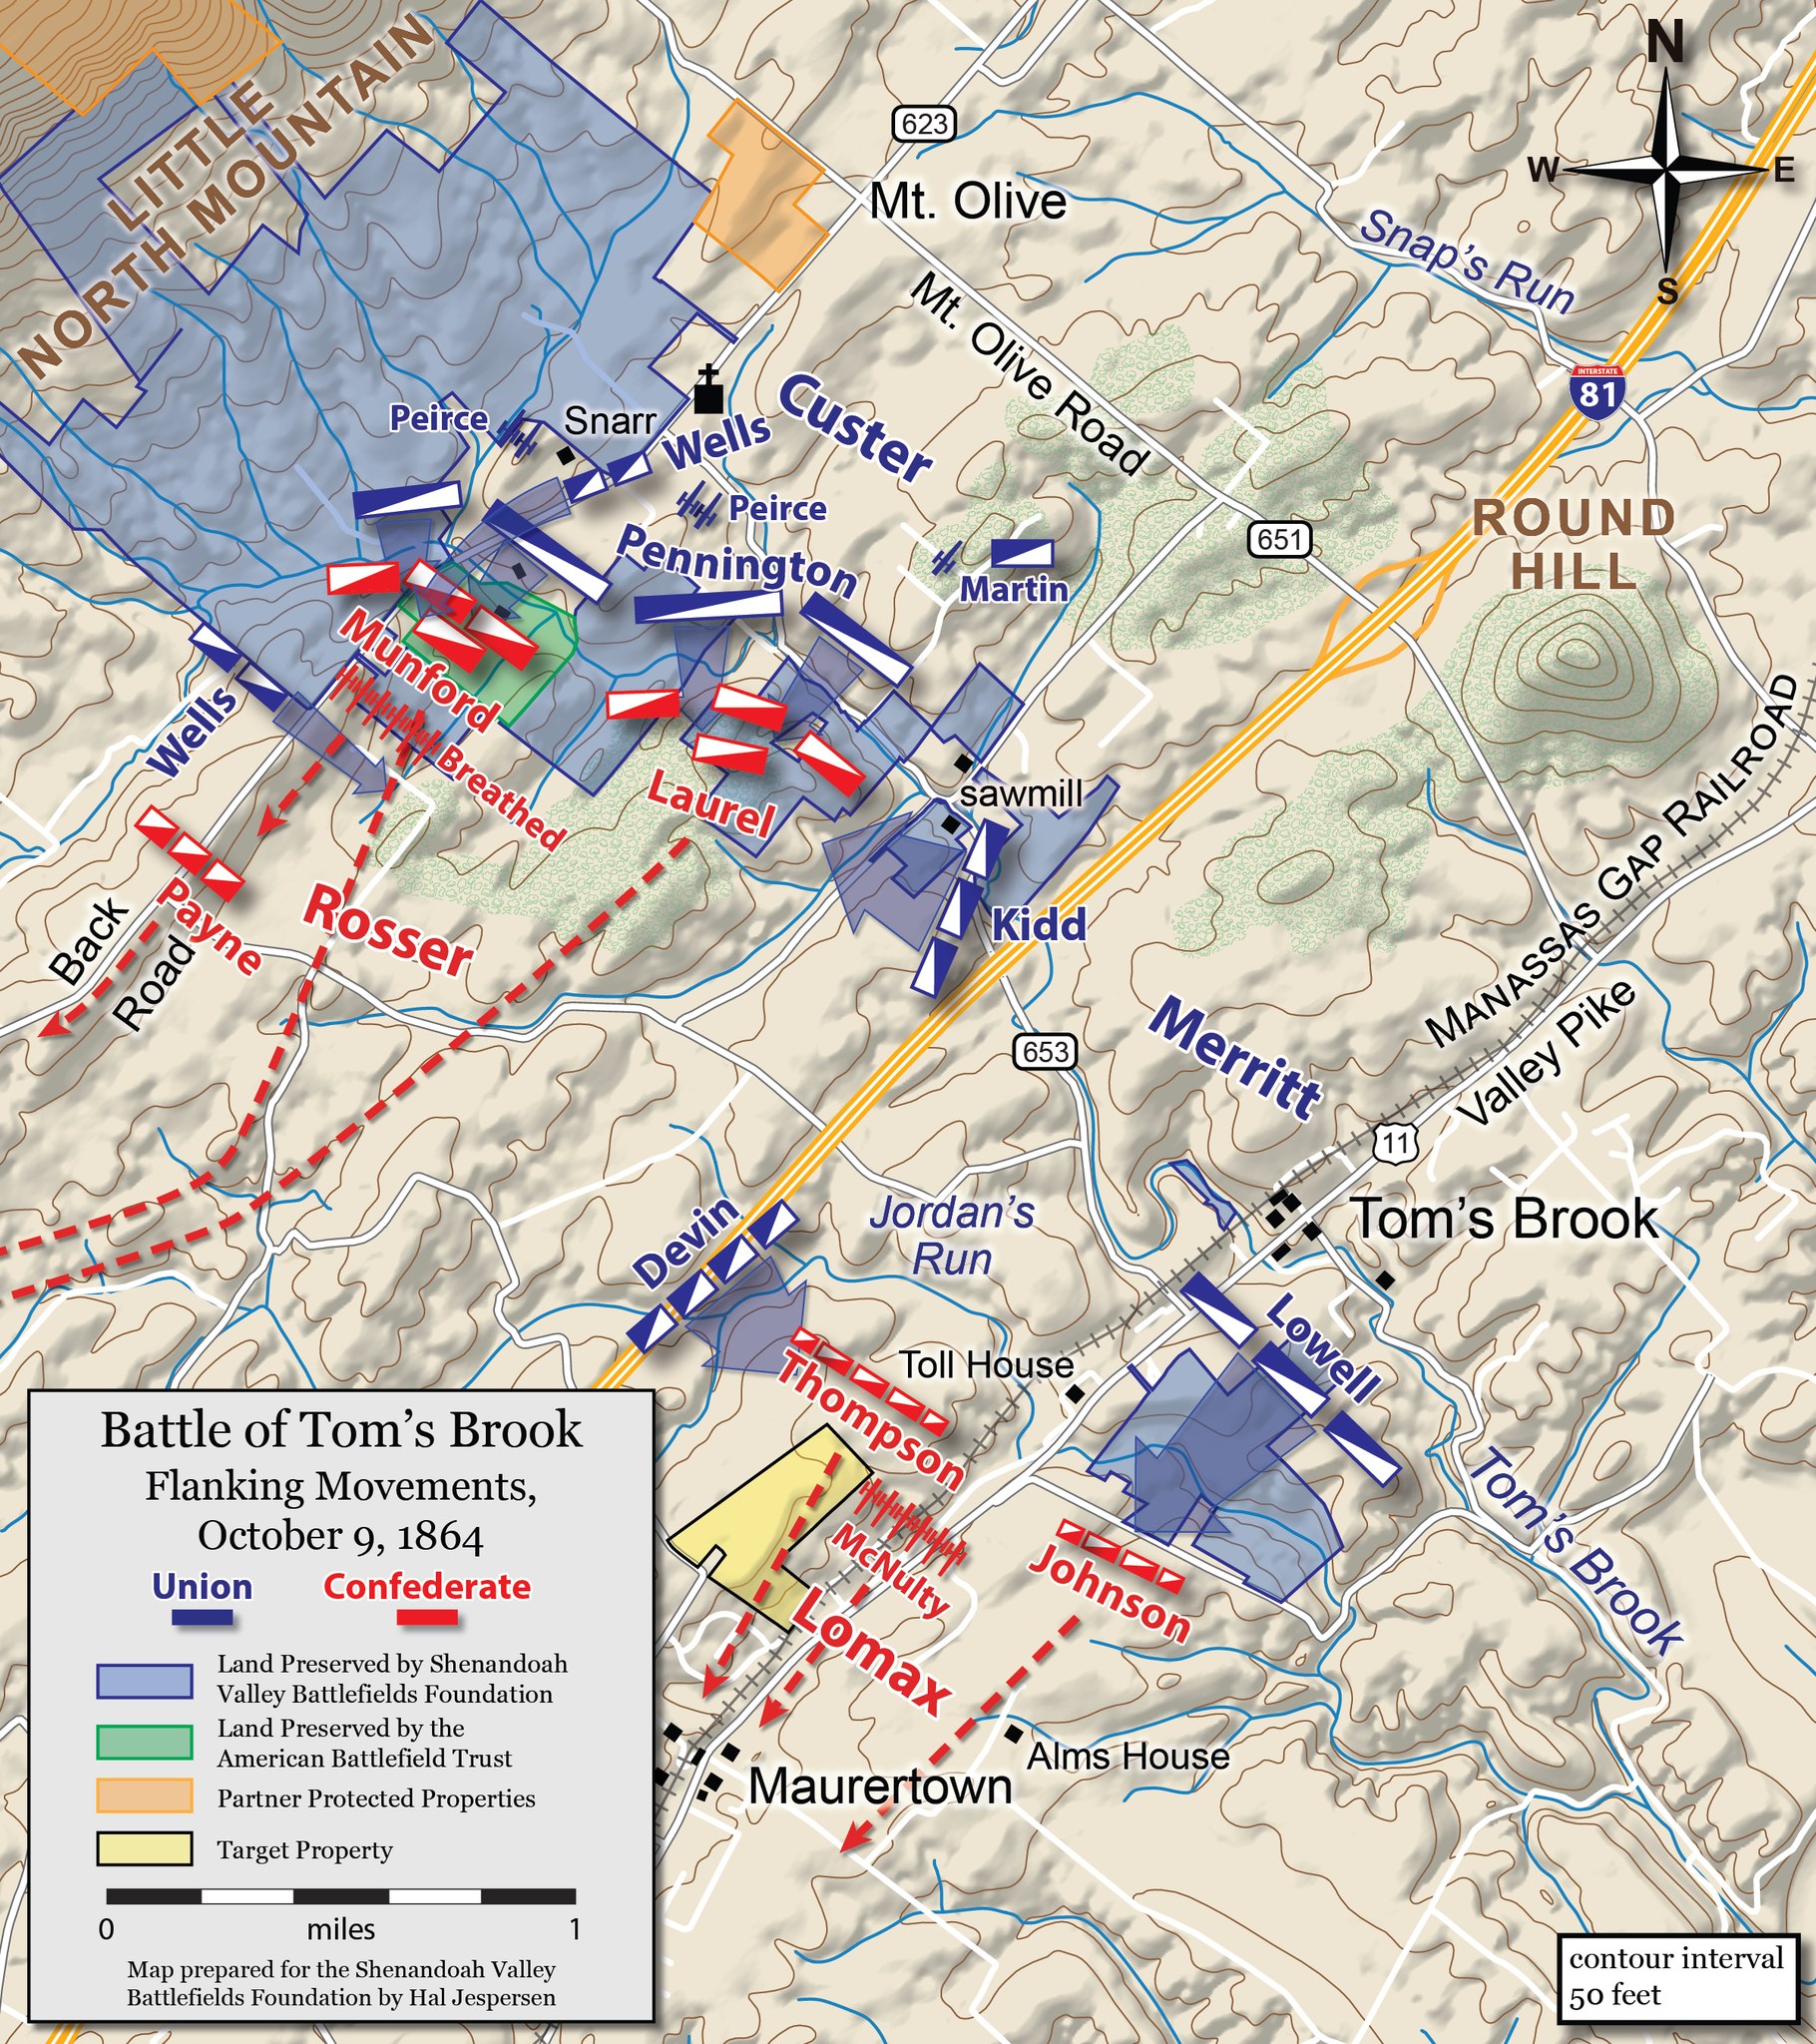 N
W
E
S
LITTLE
NORTH MOUNTAIN
623
Mt. Olive
Snap's Run
Mt. Olive Road
INTERSTATE
81
Peirce
Snarr
Wells
Custer
Peirce
Pennington
651
ROUND
HILL
Martin
Munford
Wells
Breathed
Laurel
sawmill
MANASSAS GAP RAILROAD
Valley Pike
Payne
Rosser
Back
Road
Kidd
653
Merritt
11
Devin
Jordan's
Run
Tom's Brook
Lowell
Toll House
Thompson
McNulty
Johnson
Tom's Brook
Lomax
Alms House
Maurertown
Battle of Tom's Brook
Flanking Movements,
October 9, 1864
Union
Confederate
Land Preserved by Shenandoah
Valley Battlefields Foundation
Land Preserved by the
American Battlefield Trust
Partner Protected Properties
Target Property
0 miles 1
Map prepared for the Shenandoah Valley
Battlefields Foundation by Hal Jespersen
contour interval
50 feet